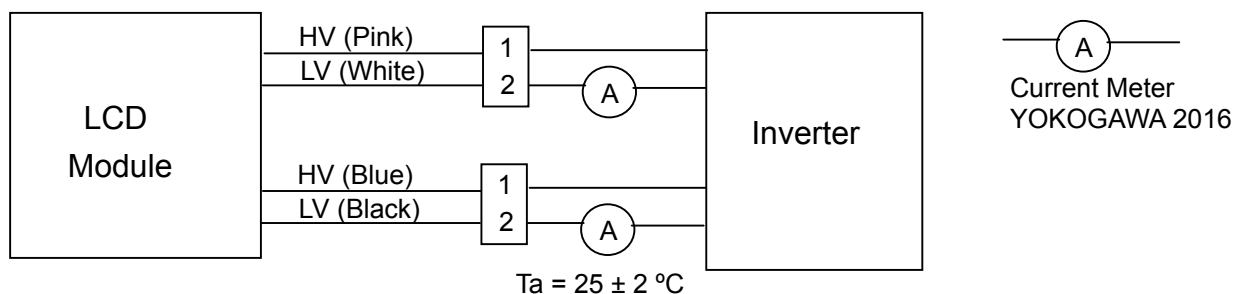 LCD
Module
HV (Pink)
LV (White)
1
2
A
HV (Blue)
LV (Black)
1
2
A
Ta = 25 ± 2 ºC
Inverter
A
Current Meter
YOKOGAWA 2016